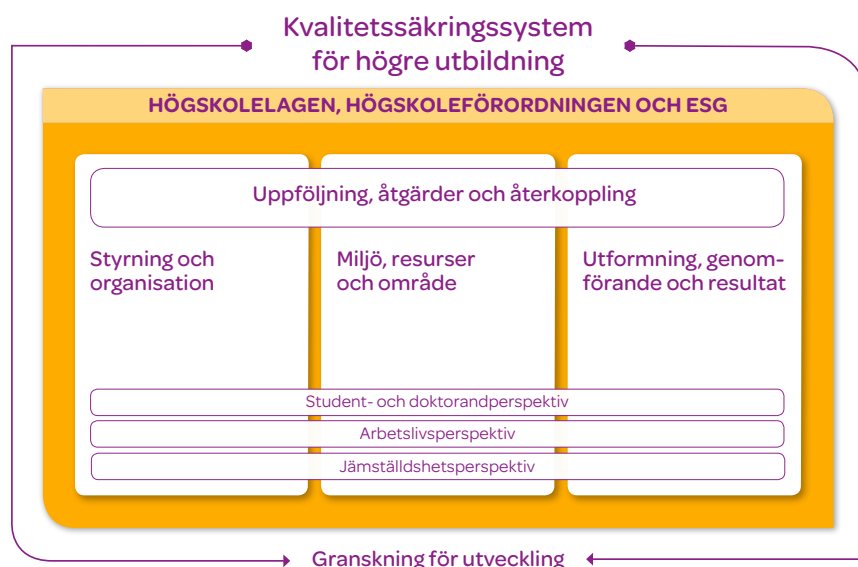 Kvalitetssäkringssystem
för högre utbildning
HÖGSKOLELAGEN, HÖGSKOLEFÖRORDNINGEN OCH ESG
Uppföljning, åtgärder och återkoppling
Styrning och
organisation
Miljö, resurser
och område
Utformning, genom-
förande och resultat
Student- och doktorandperspektiv
Arbetslivsperspektiv
Jämställdshetsperspektiv
Granskning för utveckling